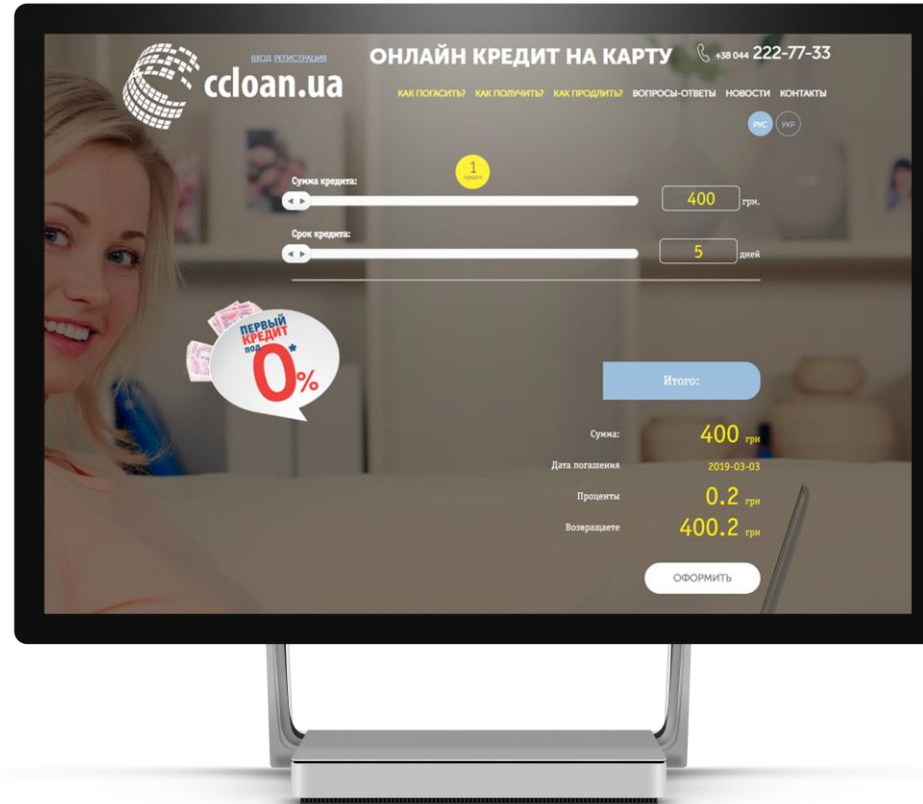 ВХОД РЕГИСТРАЦИЯ
ccloan.ua
ОНЛАЙН КРЕДИТ НА КАРТУ
+38 044 222-77-33
КАК ПОГАСИТЬ? КАК ПОЛУЧИТЬ? КАК ПРОДЛИТЬ? ВОПРОСЫ-ОТВЕТЫ НОВОСТИ КОНТАКТЫ
РУС УКР
1
кредит
Сумма кредита:
400 грн.
Срок кредита:
5 дней
ПЕРВЫЙ
КРЕДИТ
под
0*%
Итого:
Сумма: 400 грн
Дата погашения 2019-03-03
Проценты 0.2 грн
Возвращаете 400.2 грн
ОФОРМИТЬ